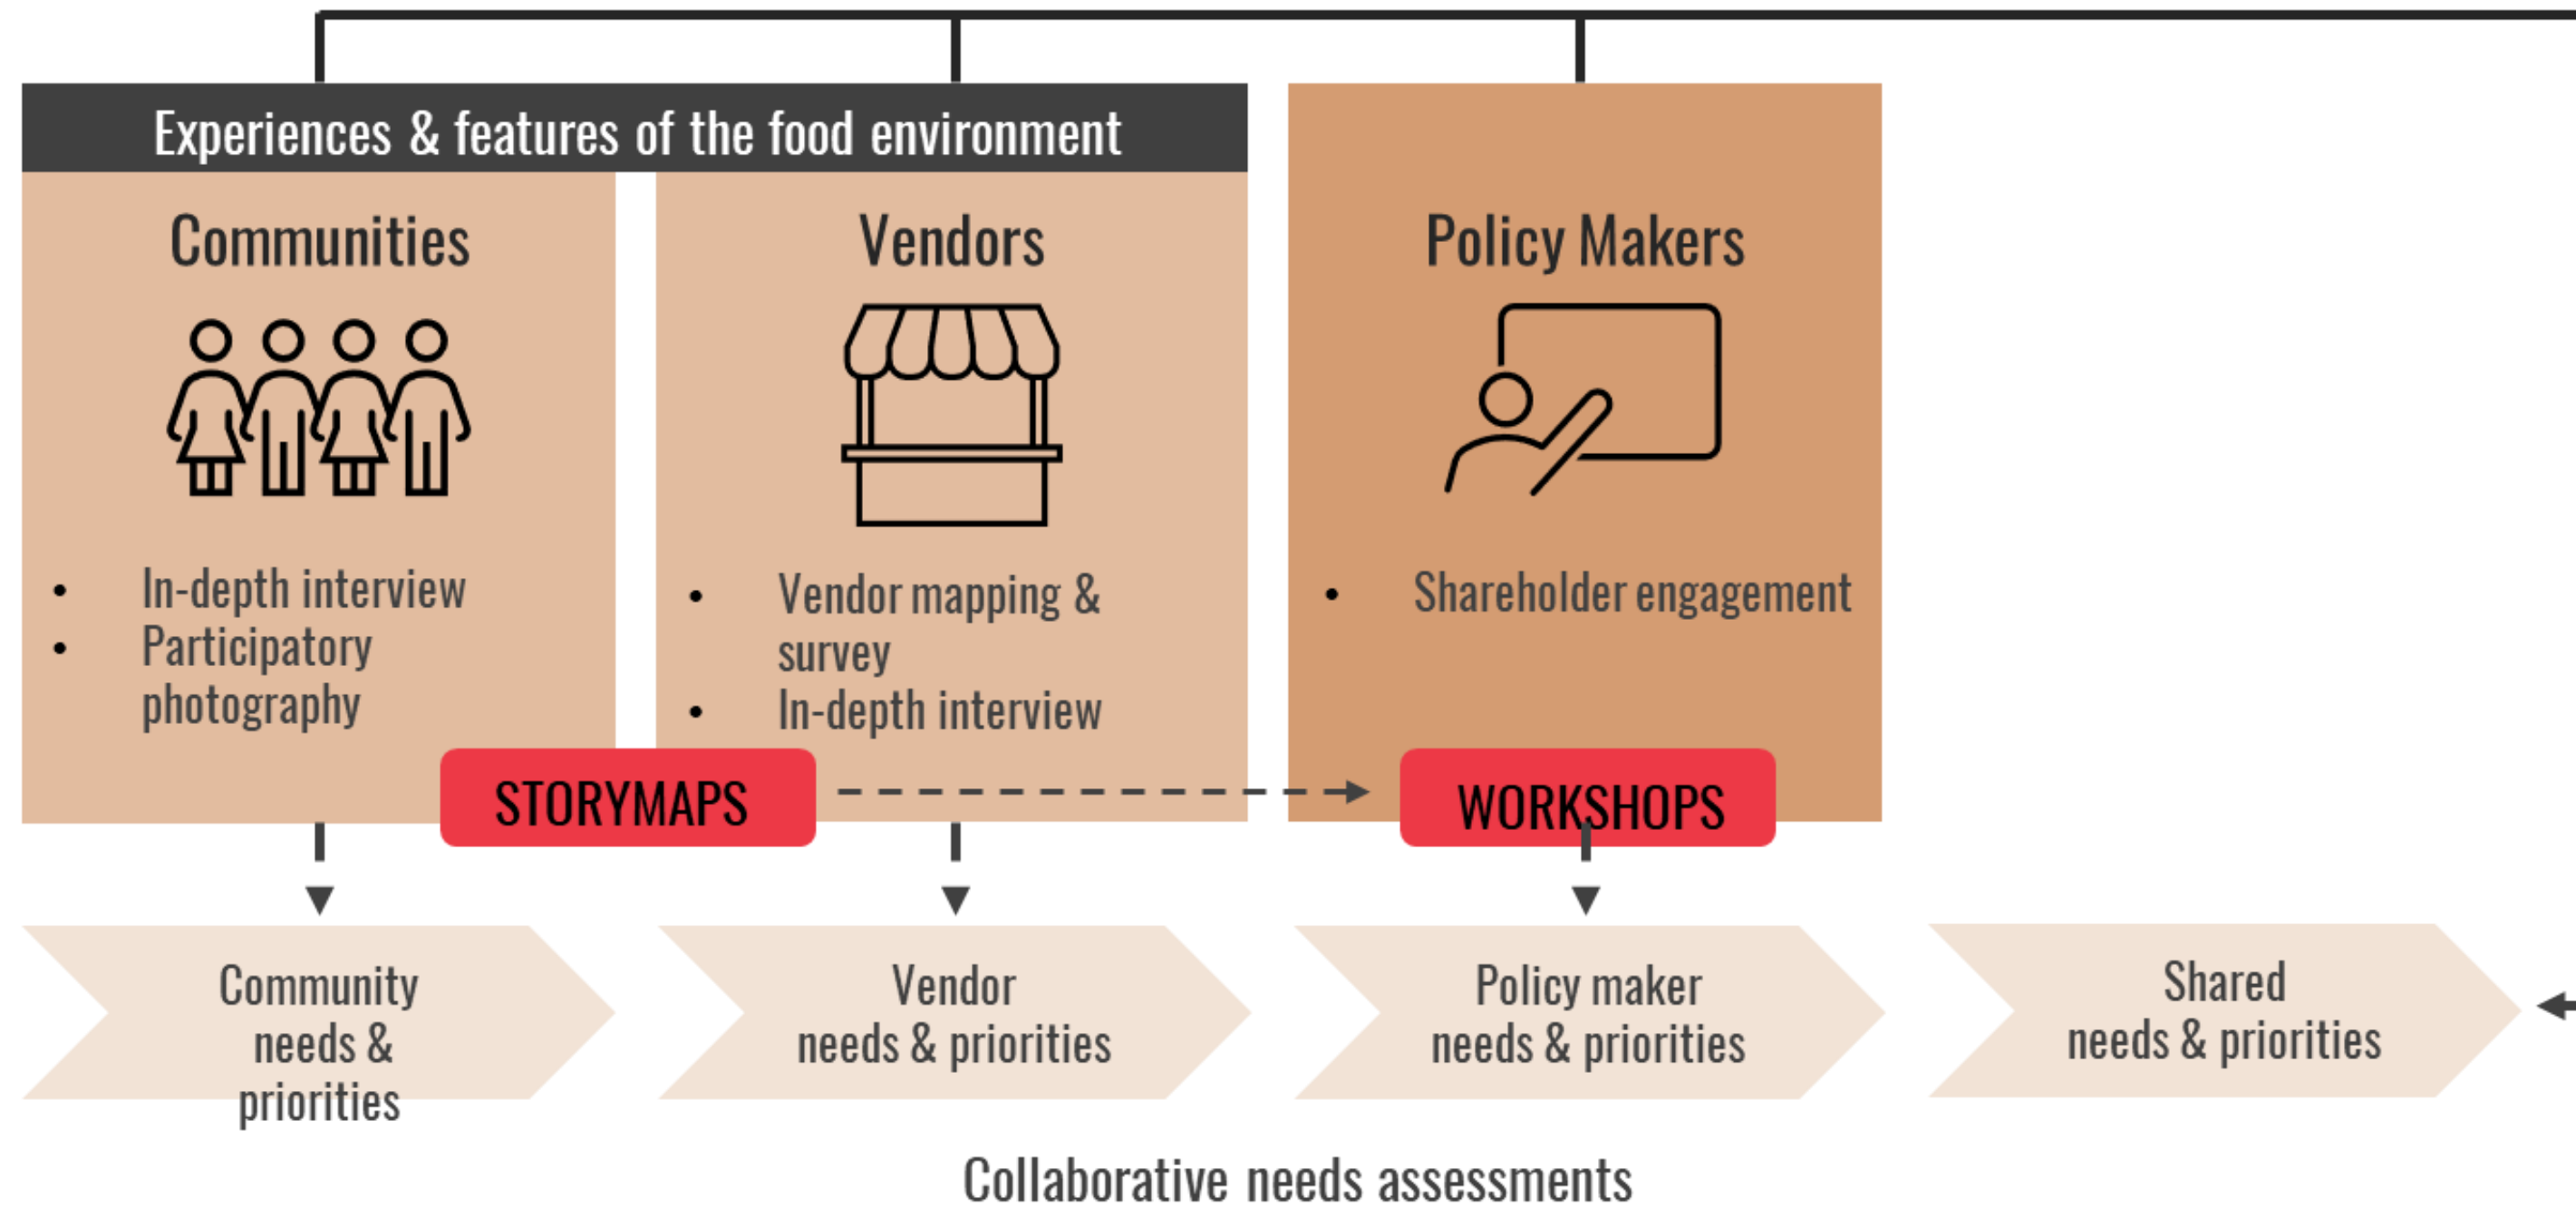 Experiences & features of the food environment
Communities
Vendors
Policy Makers
• In-depth interview
• Participatory
photography
• Vendor mapping &
survey
• In-depth interview
• Shareholder engagement
STORYMAPS
WORKSHOPS
Community
needs &
priorities
Vendor
needs & priorities
Policy maker
needs & priorities
Shared
needs & priorities
Collaborative needs assessments